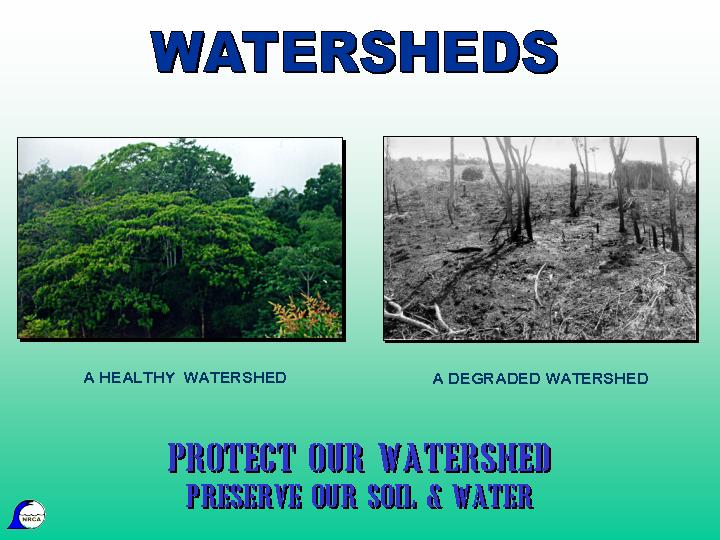 WATERSHEDS
A HEALTHY WATERSHED
A DEGRADED WATERSHED
PROTECT OUR WATERSHED
PRESERVE OUR SOIL & WATER
NRCA